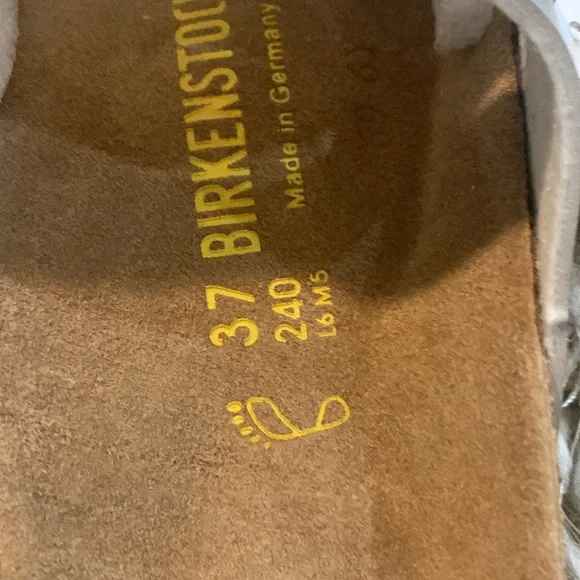 37 BIRKENSTOC
240 Made in Germany
L6 M5